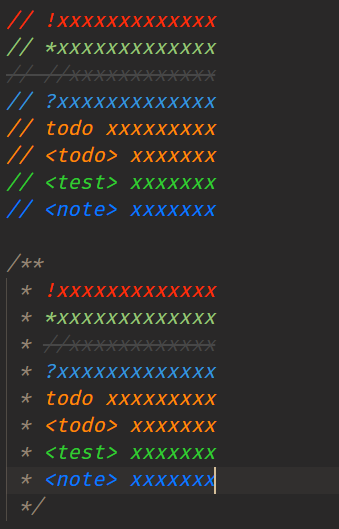 // !xxxxxxxxxxxxx
// *xxxxxxxxxxxxx
// //xxxxxxxxxxxx
// ?xxxxxxxxxxxxx
// todo xxxxxxxxx
// <todo> xxxxxxx
// <test> xxxxxxx
// <note> xxxxxxx
/**
* !xxxxxxxxxxxxx
* *xxxxxxxxxxxxx
* //xxxxxxxxxxxx
* ?xxxxxxxxxxxxx
* todo xxxxxxxxx
* <todo> xxxxxxx
* <test> xxxxxxx
* <note> xxxxxxx
*/